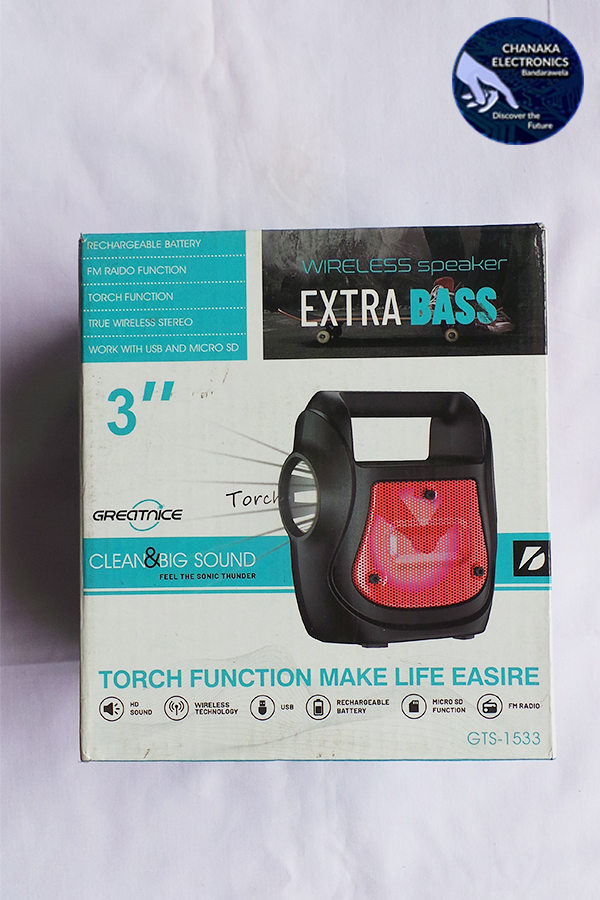 CHANAKA
ELECTRONICS
Bandarawela
Discover the
Future
RECHARGEABLE BATTERY
FM RAIDO FUNCTION
TORCH FUNCTION
TRUE WIRELESS STEREO
WORK WITH USB AND MICRO SD
WIRELESS speaker
EXTRA BASS
3"
Torch
GREATNICE
CLEAN&BIG SOUND
FEEL THE SONIC THUNDER
TORCH FUNCTION MAKE LIFE EASIRE
HD
SOUND
WIRELESS
TECHNOLOGY
USB
RECHARGEABLE
BATTERY
MICRO SD
FUNCTION
FM RADIO
GTS-1533